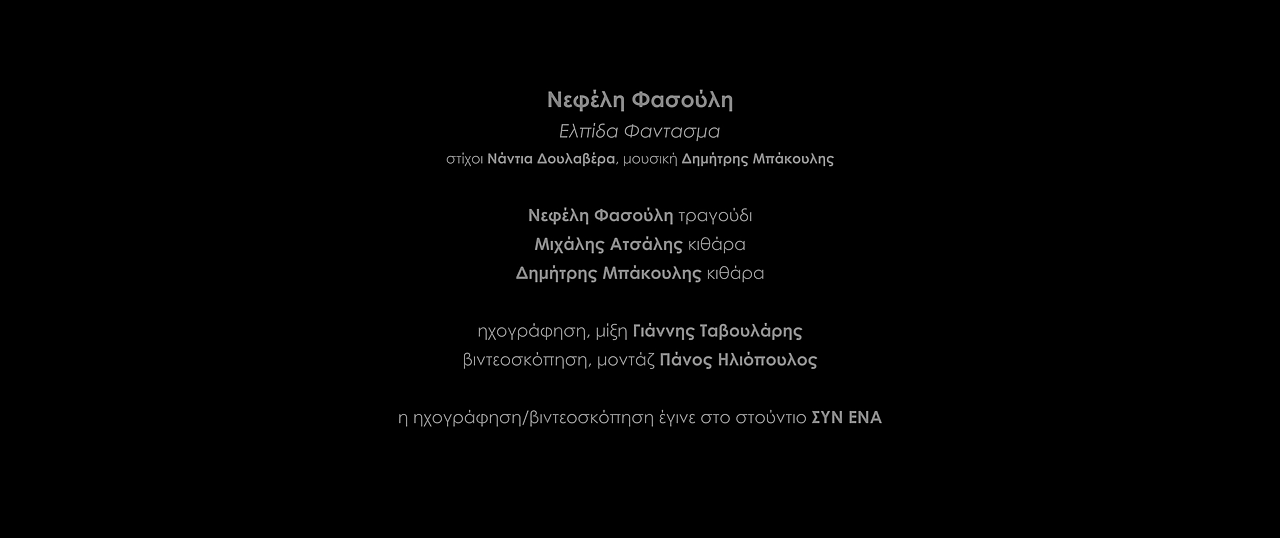 Νεφέλη Φασούλη
Ελπίδα Φαντασμα
στίχοι Νάντια Δουλαβέρα, μουσική Δημήτρης Μπάκουλης
Νεφέλη Φασούλη τραγούδι
Μιχάλης Ατσάλης κιθάρα
Δημήτρης Μπάκουλης κιθάρα
ηχογράφηση, μίξη Γιάννης Ταβουλάρης
βιντεοσκόπηση, μοντάζ Πάνος Ηλιόπουλος
η ηχογράφηση/βιντεοσκόπηση έγινε στο στούντιο ΣΥΝ ΕΝΑ